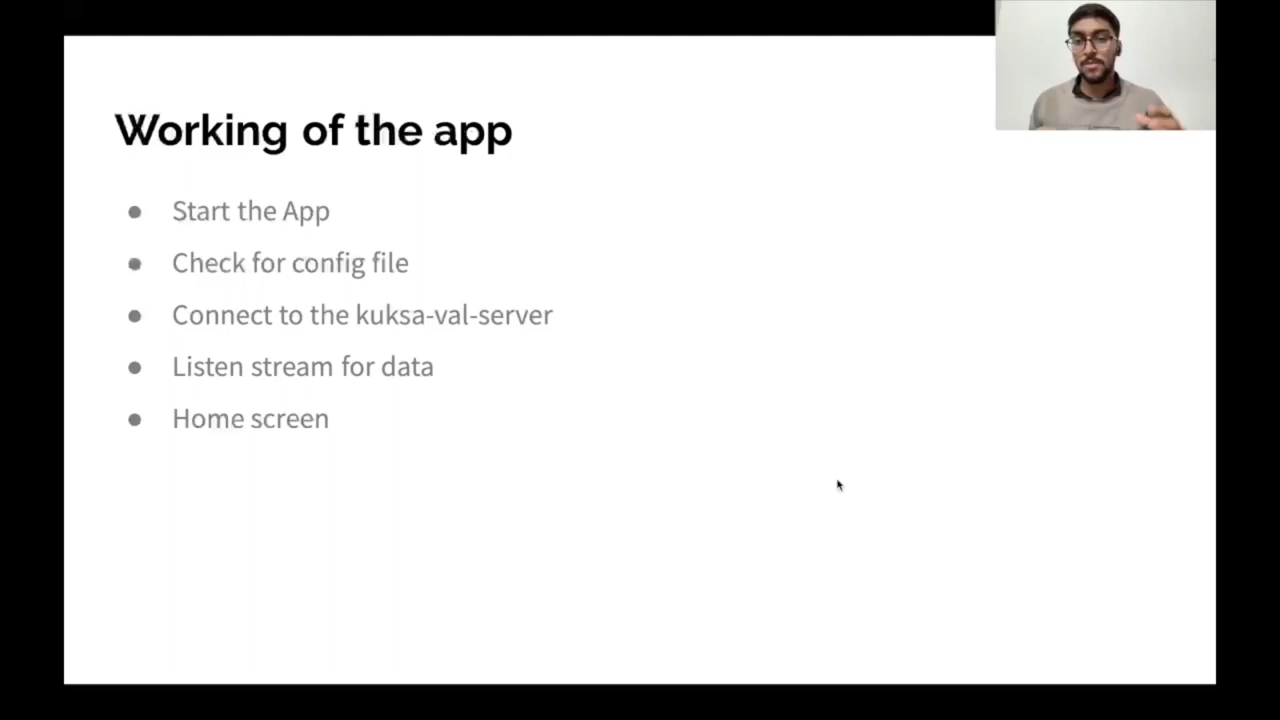 Working of the app
Start the App
Check for config file
Connect to the kuksa-val-server
Listen stream for data
Home screen